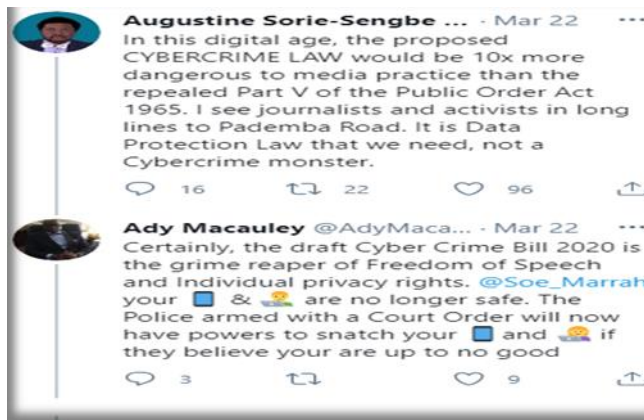 Augustine Sorie-Sengbe ... · Mar 22 ···
In this digital age, the proposed
CYBERCRIME LAW would be 10x more
dangerous to media practice than the
repealed Part V of the Public Order Act
1965. I see journalists and activists in long
lines to Pademba Road. It is Data
Protection Law that we need, not a
Cybercrime monster.
16 22 96
Ady Macauley @AdyMaca... · Mar 22 ···
Certainly, the draft Cyber Crime Bill 2020 is
the grime reaper of Freedom of Speech
and Individual privacy rights. @Soe_Marrah
your 📱 & 👩‍💻 are no longer safe. The
Police armed with a Court Order will now
have powers to snatch your 📱 and 👩‍💻 if
they believe your are up to no good
3 9